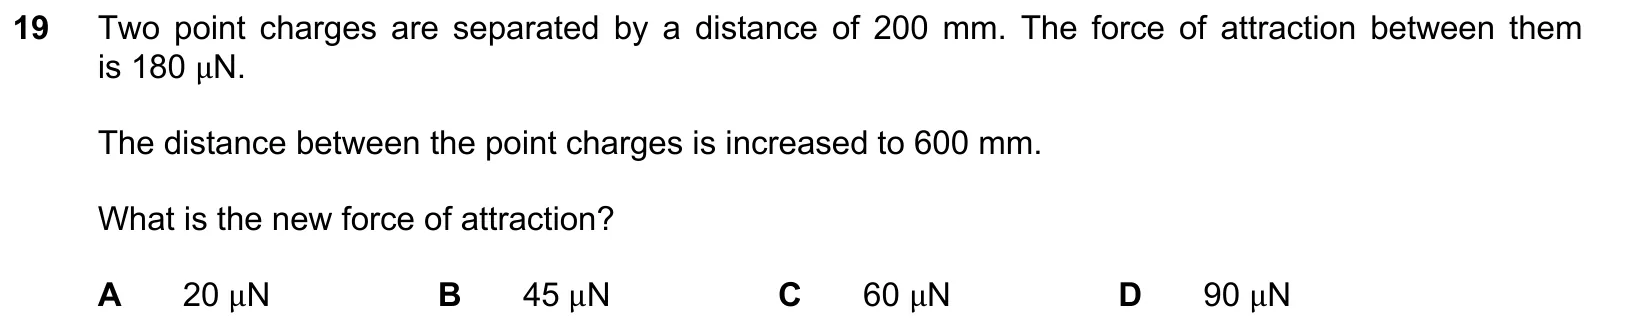 19 Two point charges are separated by a distance of 200 mm. The force of attraction between them
is 180 μN.
The distance between the point charges is increased to 600 mm.
What is the new force of attraction?
A 20 μN B 45 μN C 60 μN D 90 μN